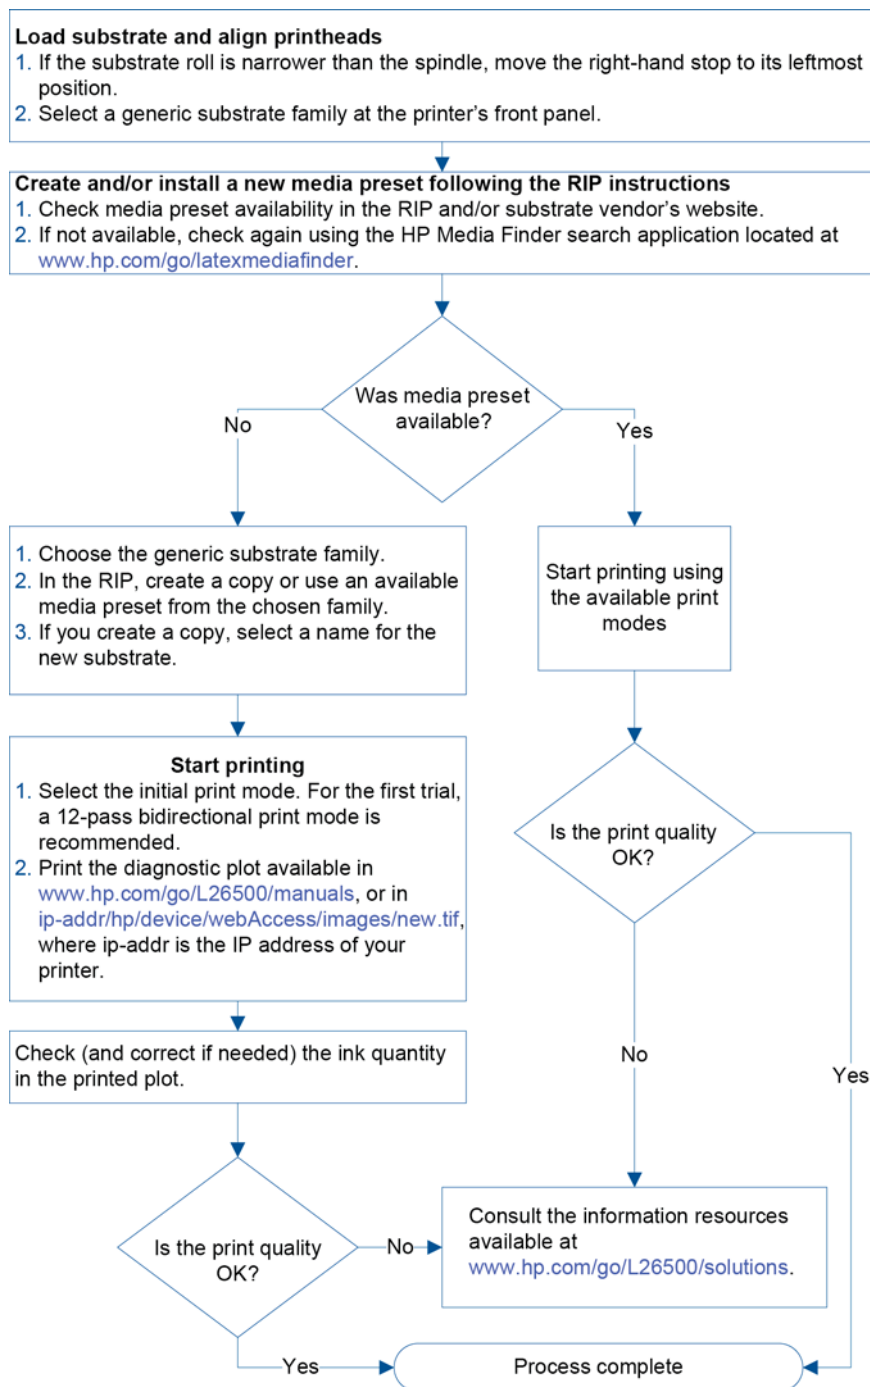 Load substrate and align printheads
1. If the substrate roll is narrower than the spindle, move the right-hand stop to its leftmost
position.
2. Select a generic substrate family at the printer's front panel.
Create and/or install a new media preset following the RIP instructions
1. Check media preset availability in the RIP and/or substrate vendor's website.
2. If not available, check again using the HP Media Finder search application located at
www.hp.com/go/latexmediafinder.
Was media preset
available?
No
Yes
1. Choose the generic substrate family.
2. In the RIP, create a copy or use an available
media preset from the chosen family.
3. If you create a copy, select a name for the
new substrate.
Start printing using
the available print
modes
Start printing
1. Select the initial print mode. For the first trial,
a 12-pass bidirectional print mode is
recommended.
2. Print the diagnostic plot available in
www.hp.com/go/L26500/manuals, or in
ip-addr/hp/device/webAccess/images/new.tif,
where ip-addr is the IP address of your
printer.
Is the print quality
OK?
Check (and correct if needed) the ink quantity
in the printed plot.
No
Yes
Is the print quality
OK?
No
Consult the information resources
available at
www.hp.com/go/L26500/solutions.
Yes
Process complete